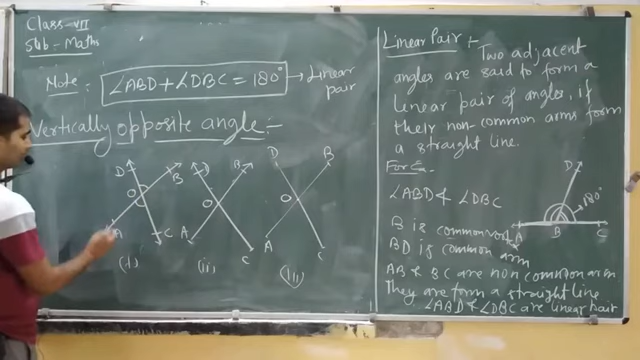 Class-VII
Sub-Maths
Note: ∠ABD+∠DBC=180° → Linear pair
Vertically opposite angle:-
D
B
O
A
C
(i)
D
B
O
A
C
(ii)
D
B
O
A
C
(iii)
Linear Pair:- Two adjacent
angles are said to form a
linear pair of angles, if
their non-common arms form
a straight line.
For E.
∠ABD & ∠DBC
B is common
BD is common arm
AB & BC are non common arm
They are form a straight line
∠ABD & ∠DBC are linear pair
D
180°
A
B
C